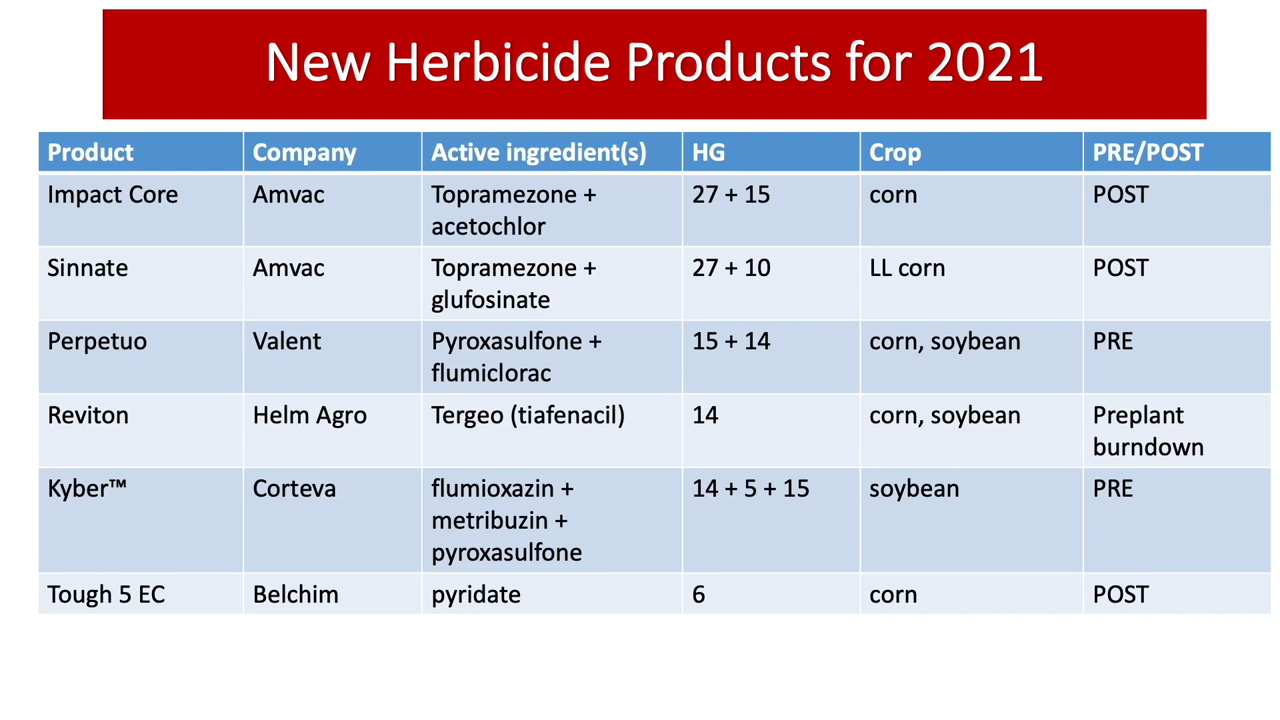 New Herbicide Products for 2021
Product Company Active ingredient(s) HG Crop PRE/POST
Impact Core Amvac Topramezone + 27 + 15 corn POST
acetochlor
Sinnate Amvac Topramezone + 27 + 10 LL corn POST
glufosinate
Perpetuo Valent Pyroxasulfone + 15 + 14 corn, soybean PRE
flumiclorac
Reviton Helm Agro Tergeo (tiafenacil) 14 corn, soybean Preplant
burndown
Kyber™ Corteva flumioxazin + 14 + 5 + 15 soybean PRE
metribuzin +
pyroxasulfone
Tough 5 EC Belchim pyridate 6 corn POST